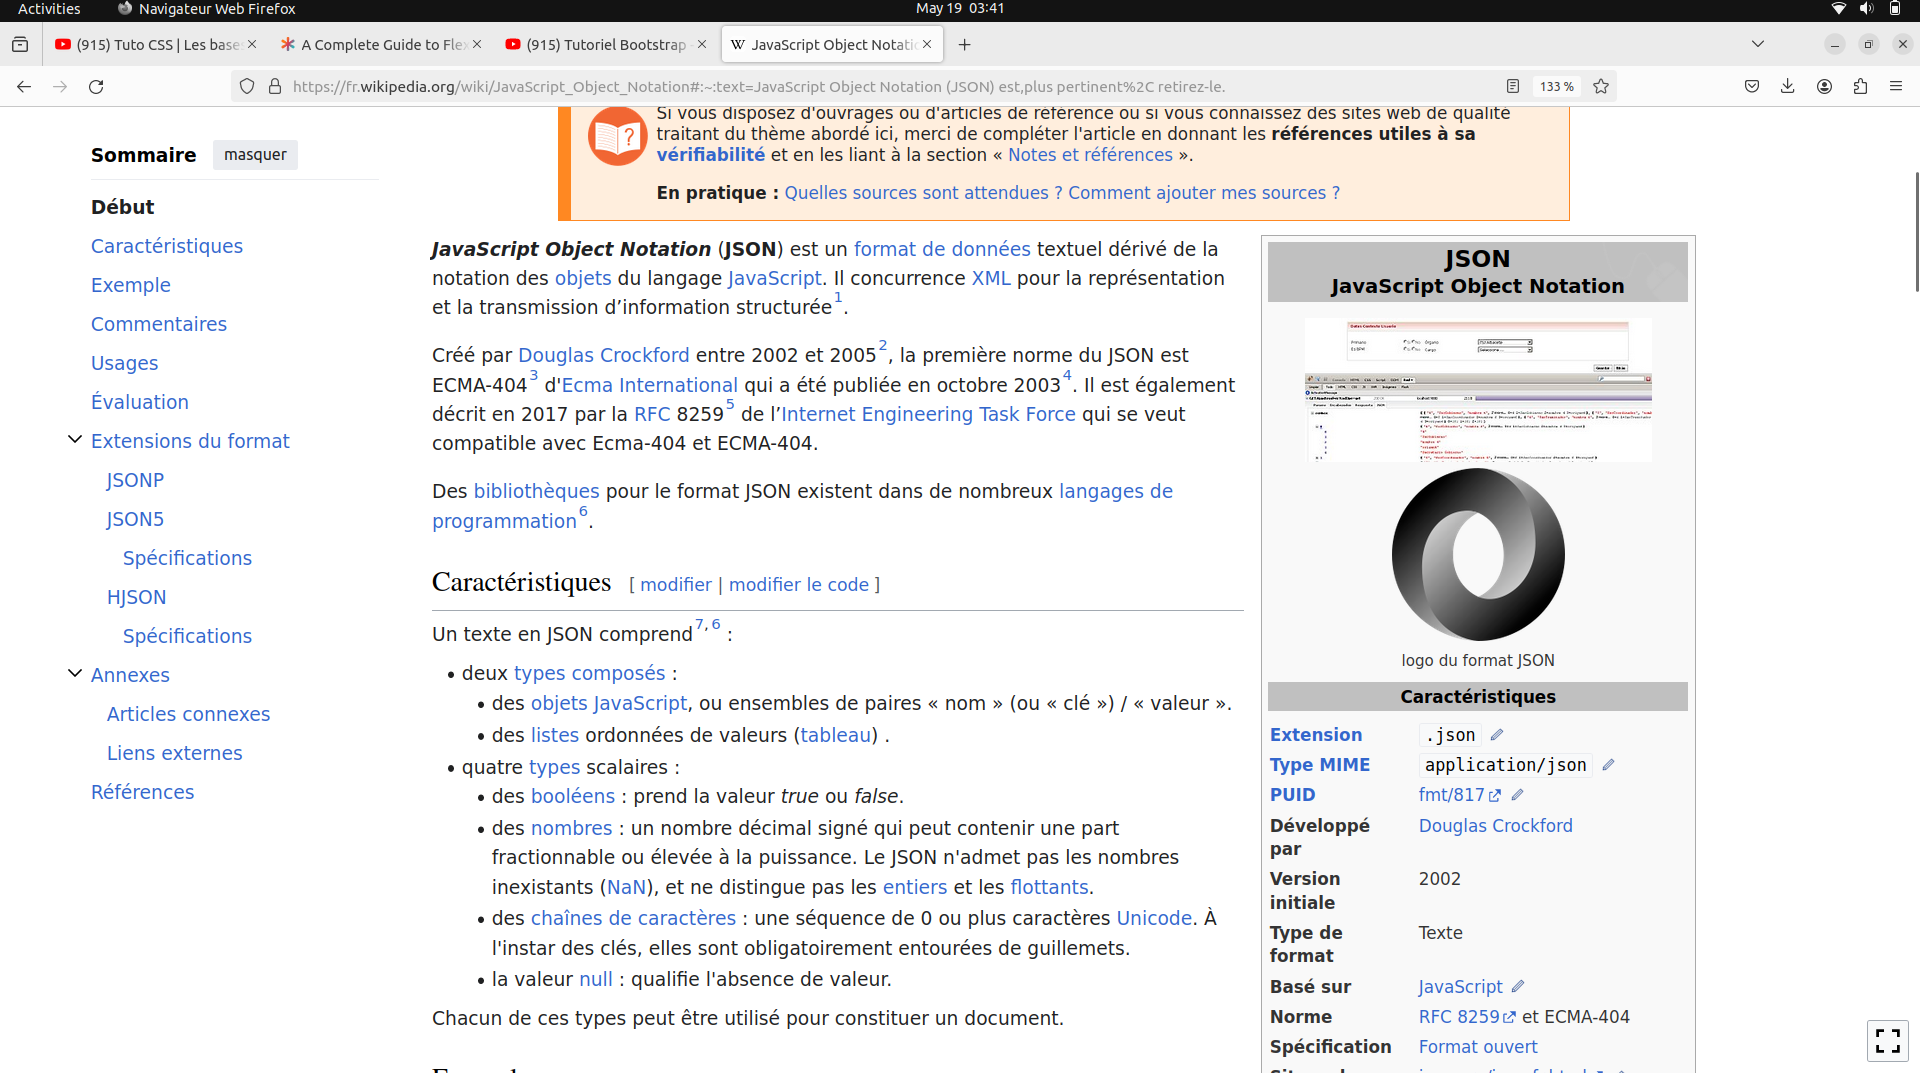 Activities
Navigateur Web Firefox
May 19 03:41
(915) Tuto CSS | Les base
A Complete Guide to Flex
(915) Tutoriel Bootstrap -
W JavaScript Object Notatio
https://fr.wikipedia.org/wiki/JavaScript_Object_Notation#:~:text=JavaScript Object Notation (JSON) est,plus pertinent%2C retirez-le.
133 %
Si vous disposez d'ouvrages ou d'articles de référence ou si vous connaissez des sites web de qualité
traitant du thème abordé ici, merci de compléter l'article en donnant les références utiles à sa
vérifiabilité et en les liant à la section « Notes et références ».
En pratique : Quelles sources sont attendues ? Comment ajouter mes sources ?
Sommaire masquer
Début
Caractéristiques
Exemple
Commentaires
Usages
Évaluation
Extensions du format
JSONP
JSON5
Spécifications
HJSON
Spécifications
Annexes
Articles connexes
Liens externes
Références
JavaScript Object Notation (JSON) est un format de données textuel dérivé de la
notation des objets du langage JavaScript. Il concurrence XML pour la représentation
et la transmission d’information structurée1.
Créé par Douglas Crockford entre 2002 et 20052, la première norme du JSON est
ECMA-4043 d'Ecma International qui a été publiée en octobre 20034. Il est également
décrit en 2017 par la RFC 82595 de l’Internet Engineering Task Force qui se veut
compatible avec Ecma-404 et ECMA-404.
Des bibliothèques pour le format JSON existent dans de nombreux langages de
programmation6.
Caractéristiques [ modifier | modifier le code ]
Un texte en JSON comprend7,6 :
• deux types composés :
• des objets JavaScript, ou ensembles de paires « nom » (ou « clé ») / « valeur ».
• des listes ordonnées de valeurs (tableau) .
• quatre types scalaires :
• des booléens : prend la valeur true ou false.
• des nombres : un nombre décimal signé qui peut contenir une part
fractionnable ou élevée à la puissance. Le JSON n'admet pas les nombres
inexistants (NaN), et ne distingue pas les entiers et les flottants.
• des chaînes de caractères : une séquence de 0 ou plus caractères Unicode. À
l'instar des clés, elles sont obligatoirement entourées de guillemets.
• la valeur null : qualifie l'absence de valeur.
Chacun de ces types peut être utilisé pour constituer un document.
JSON
JavaScript Object Notation
logo du format JSON
Caractéristiques
Extension .json
Type MIME application/json
PUID fmt/817
Développé par Douglas Crockford
Version initiale 2002
Type de format Texte
Basé sur JavaScript
Norme RFC 8259 et ECMA-404
Spécification Format ouvert